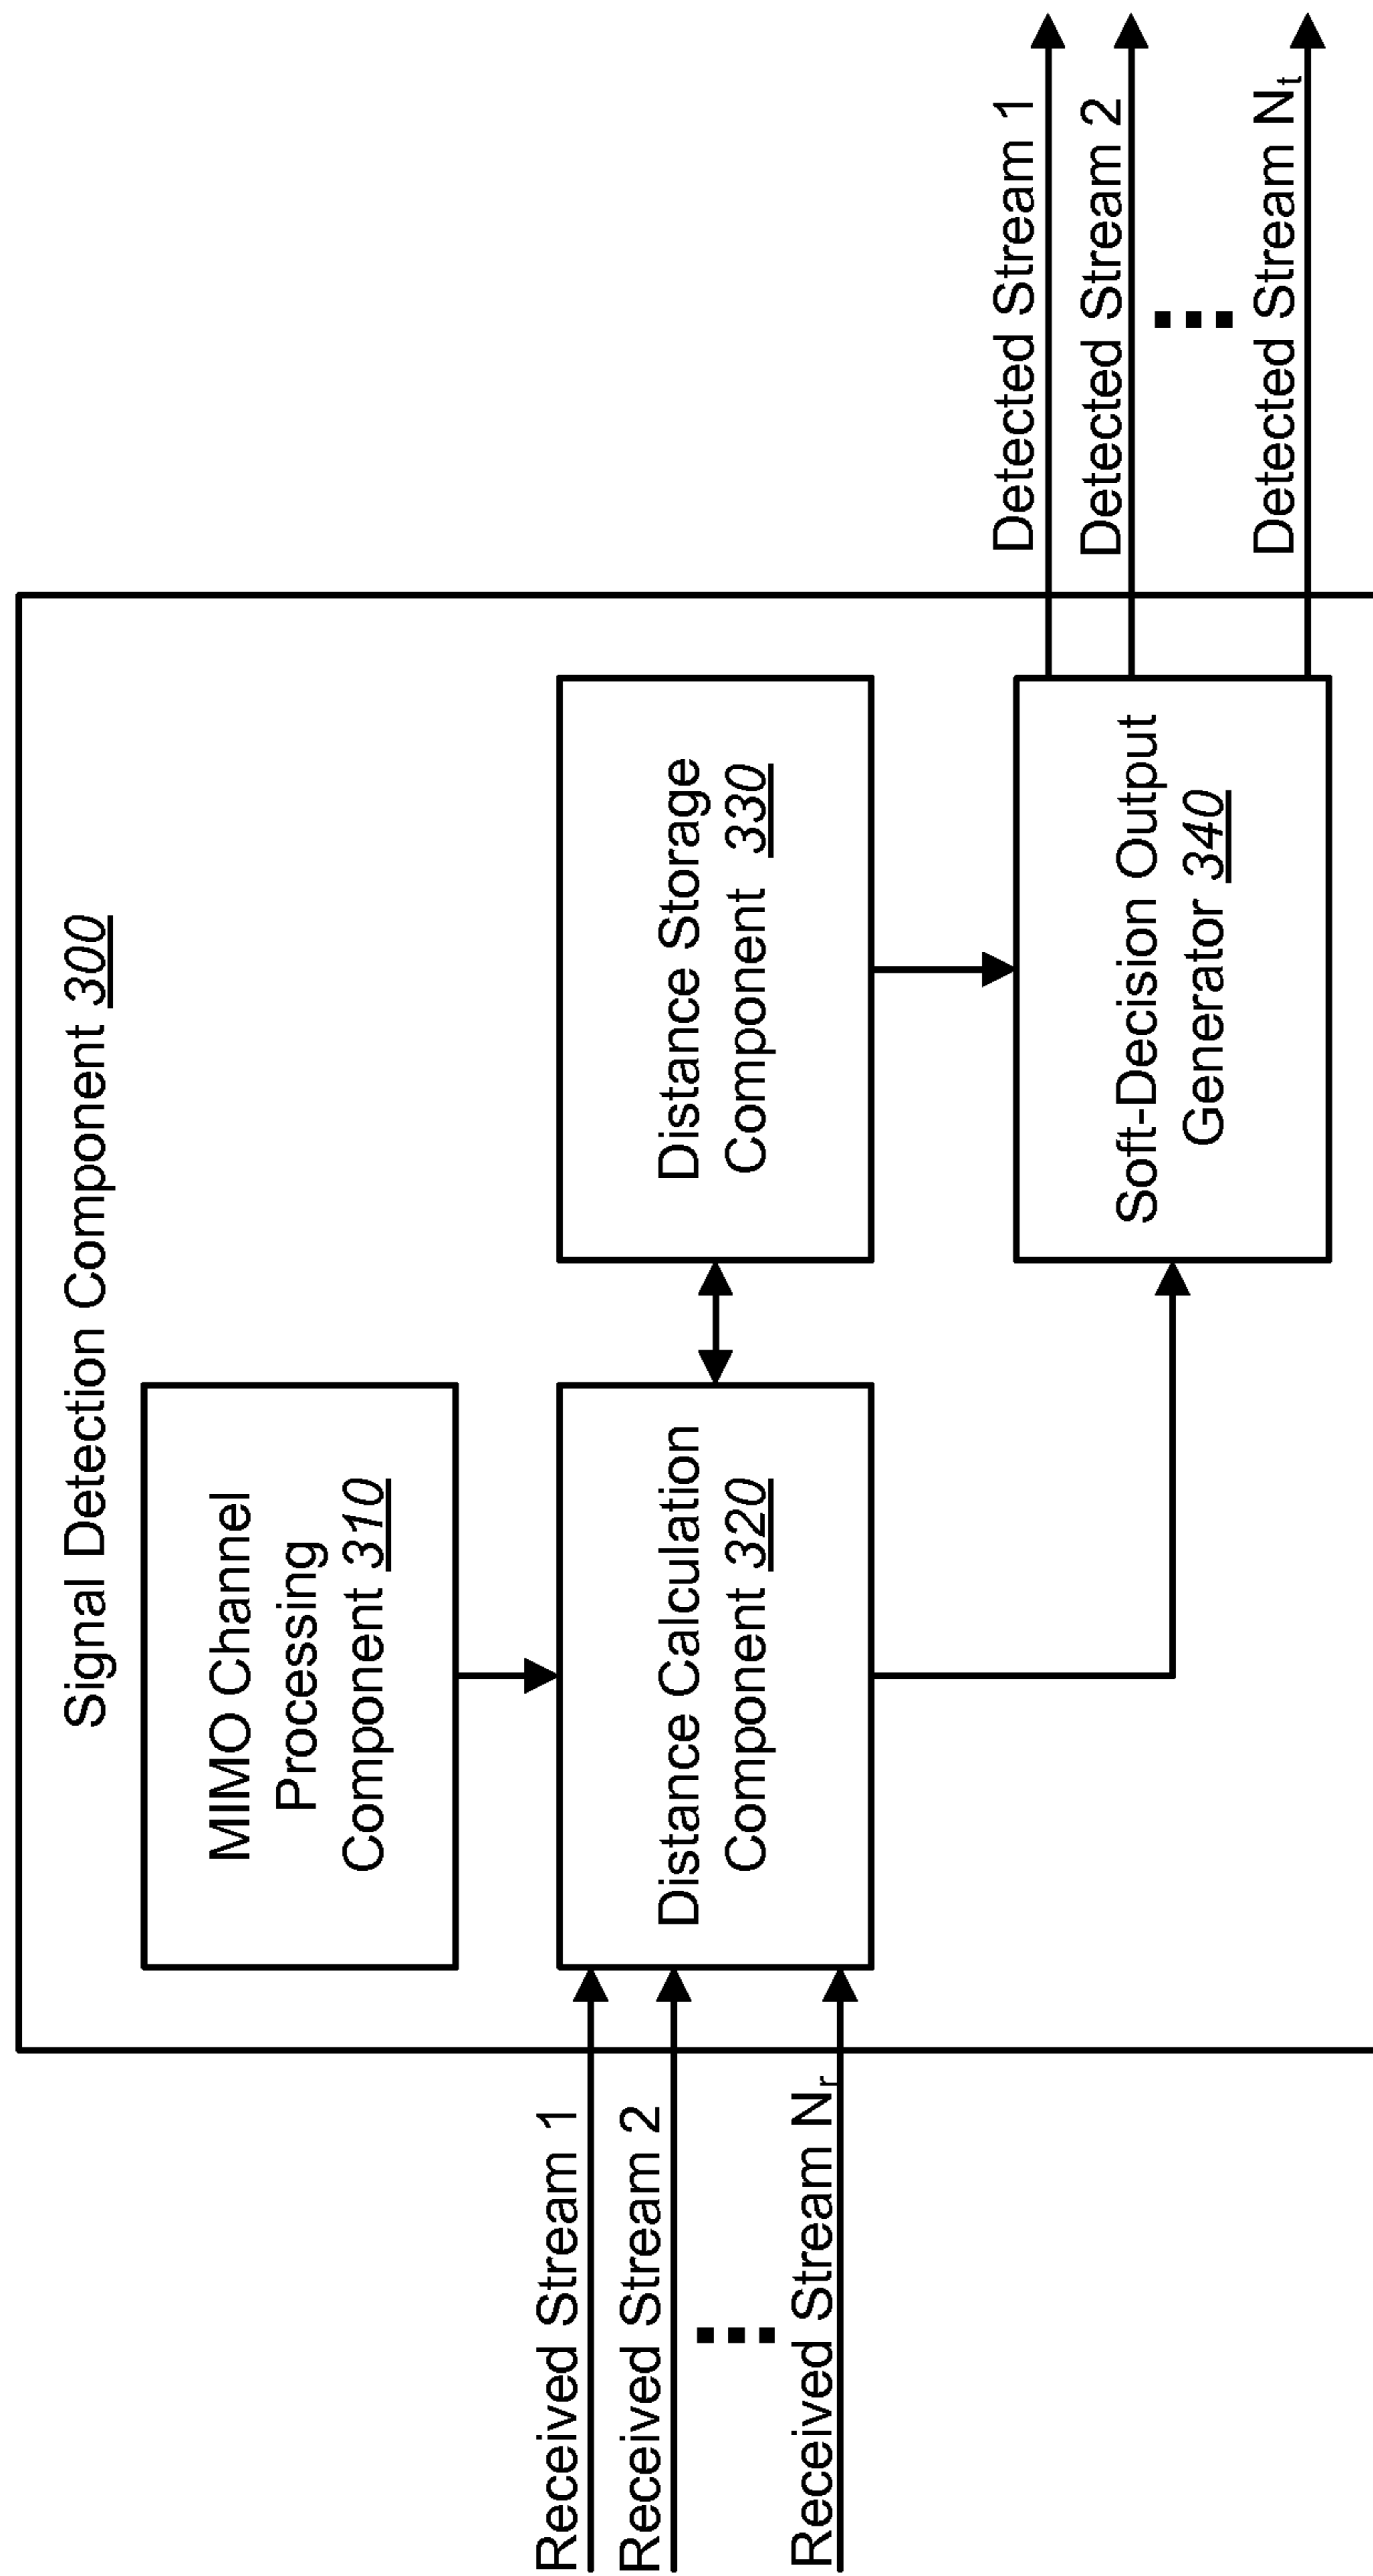 Signal Detection Component 300
MIMO Channel
Processing
Component 310
Received Stream 1
Received Stream 2
Received Stream Nr
Distance Calculation
Component 320
Distance Storage
Component 330
Soft-Decision Output
Generator 340
Detected Stream 1
Detected Stream 2
Detected Stream Nt